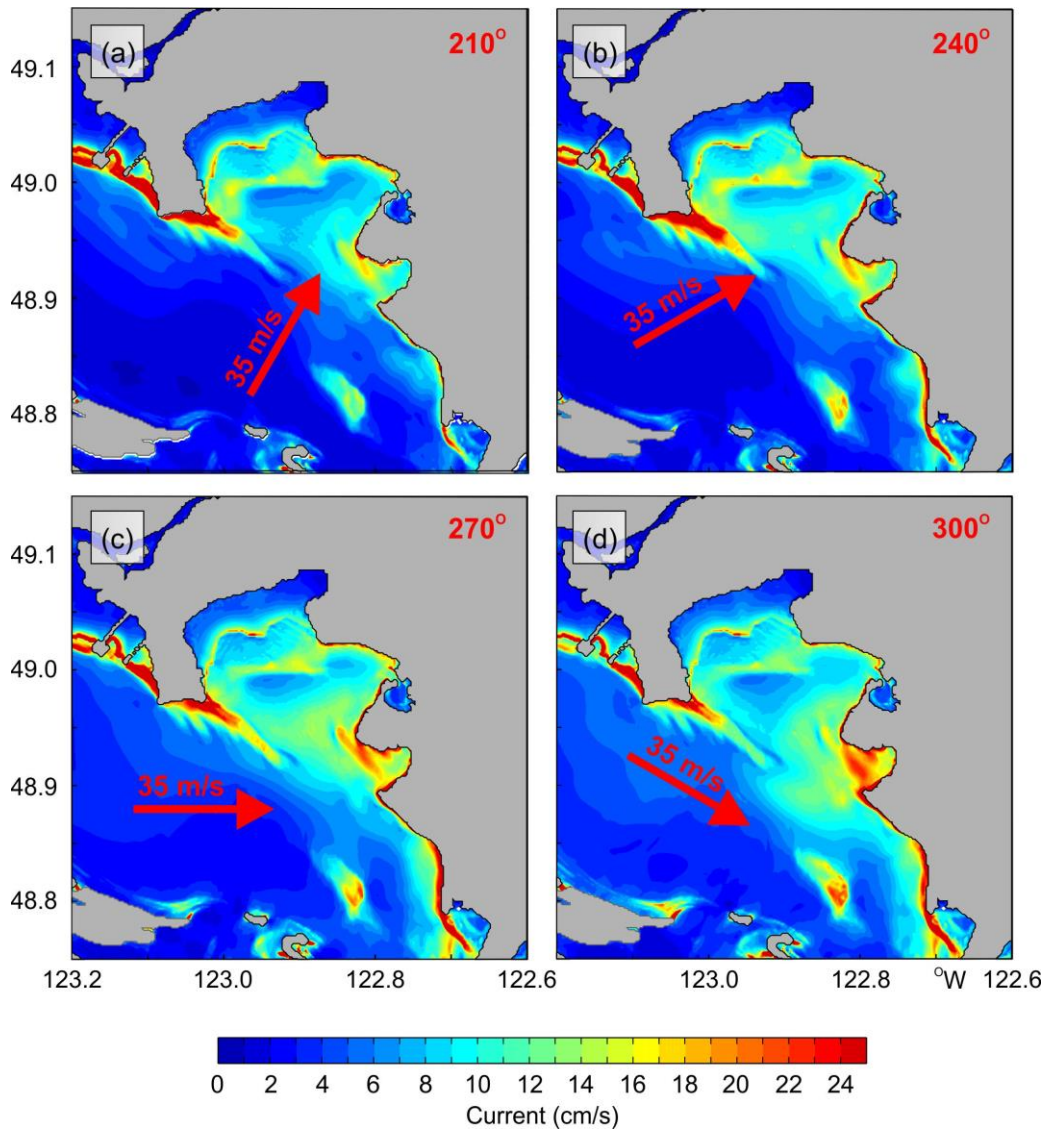 (a) 210° (b) 240°
49.1
49.0
48.9
48.8
35 m/s 35 m/s
(c) 270° (d) 300°
49.1
49.0
48.9
48.8
35 m/s 35 m/s
123.2 123.0 122.8 122.6 123.0 122.8 °W 122.6
0 2 4 6 8 10 12 14 16 18 20 22 24
Current (cm/s)